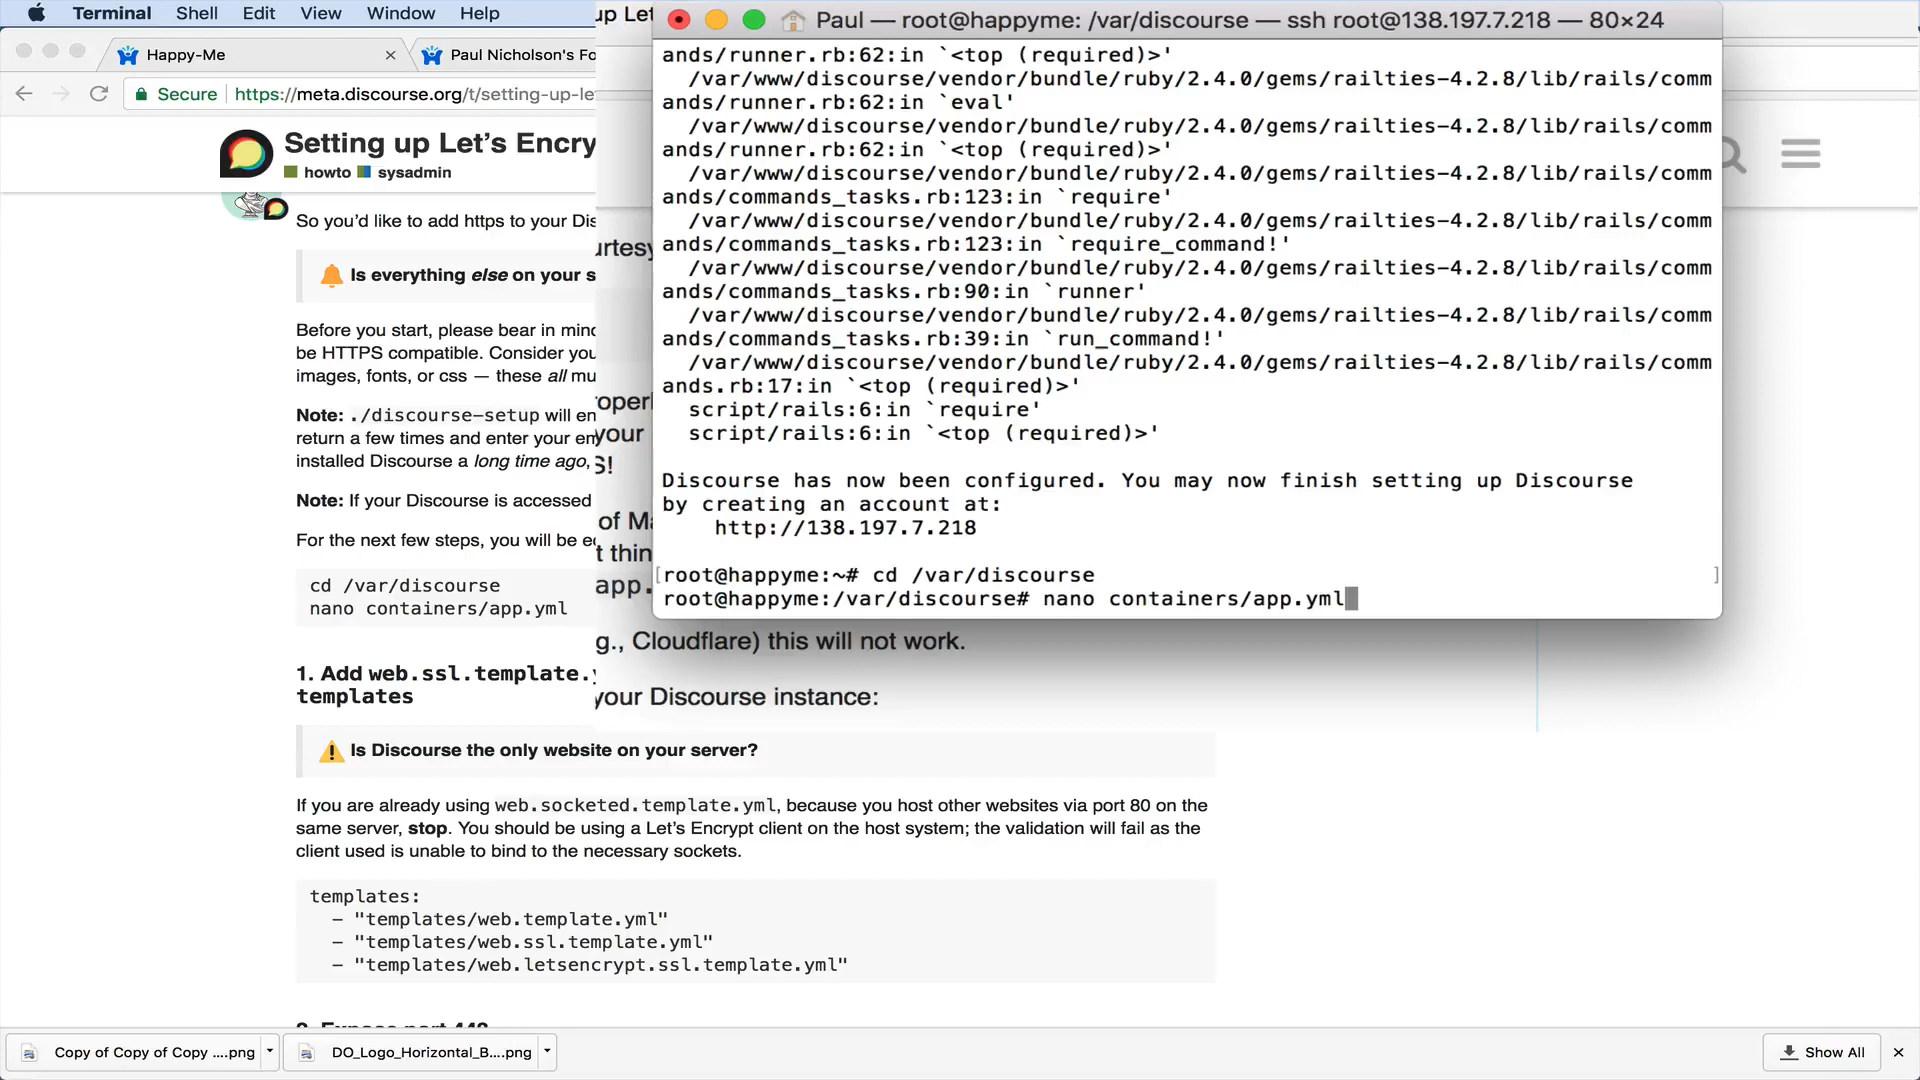 Terminal Shell Edit View Window Help
up Let
Paul — root@happyme: /var/discourse — ssh root@138.197.7.218 — 80×24
Happy-Me
Paul Nicholson's Fo
Secure https://meta.discourse.org/t/setting-up-le
Setting up Let's Encry
howto sysadmin
So you'd like to add https to your Dis
Is everything else on your s
Before you start, please bear in mind
be HTTPS compatible. Consider you
images, fonts, or css — these all mu
Note: ./discourse-setup will en
return a few times and enter your em
installed Discourse a long time ago,
Note: If your Discourse is accessed
For the next few steps, you will be ed
cd /var/discourse
nano containers/app.yml
1. Add web.ssl.template.y
templates
Is Discourse the only website on your server?
If you are already using web.socketed.template.yml, because you host other websites via port 80 on the
same server, stop. You should be using a Let's Encrypt client on the host system; the validation will fail as the
client used is unable to bind to the necessary sockets.
templates:
– "templates/web.template.yml"
– "templates/web.ssl.template.yml"
– "templates/web.letsencrypt.ssl.template.yml"
2. Expose port 443
urtesy
roperl
your
S!
of Ma
t thin
app.
g., Cloudflare) this will not work.
your Discourse instance:
ands/runner.rb:62:in `<top (required)>'
/var/www/discourse/vendor/bundle/ruby/2.4.0/gems/railties-4.2.8/lib/rails/comm
ands/runner.rb:62:in `eval'
/var/www/discourse/vendor/bundle/ruby/2.4.0/gems/railties-4.2.8/lib/rails/comm
ands/runner.rb:62:in `<top (required)>'
/var/www/discourse/vendor/bundle/ruby/2.4.0/gems/railties-4.2.8/lib/rails/comm
ands/commands_tasks.rb:123:in `require'
/var/www/discourse/vendor/bundle/ruby/2.4.0/gems/railties-4.2.8/lib/rails/comm
ands/commands_tasks.rb:123:in `require_command!'
/var/www/discourse/vendor/bundle/ruby/2.4.0/gems/railties-4.2.8/lib/rails/comm
ands/commands_tasks.rb:90:in `runner'
/var/www/discourse/vendor/bundle/ruby/2.4.0/gems/railties-4.2.8/lib/rails/comm
ands/commands_tasks.rb:39:in `run_command!'
/var/www/discourse/vendor/bundle/ruby/2.4.0/gems/railties-4.2.8/lib/rails/comm
ands.rb:17:in `<top (required)>'
script/rails:6:in `require'
script/rails:6:in `<top (required)>'
Discourse has now been configured. You may now finish setting up Discourse
by creating an account at:
http://138.197.7.218
[root@happyme:~# cd /var/discourse ]
root@happyme:/var/discourse# nano containers/app.yml
Copy of Copy of Copy ....png
DO_Logo_Horizontal_B....png
Show All